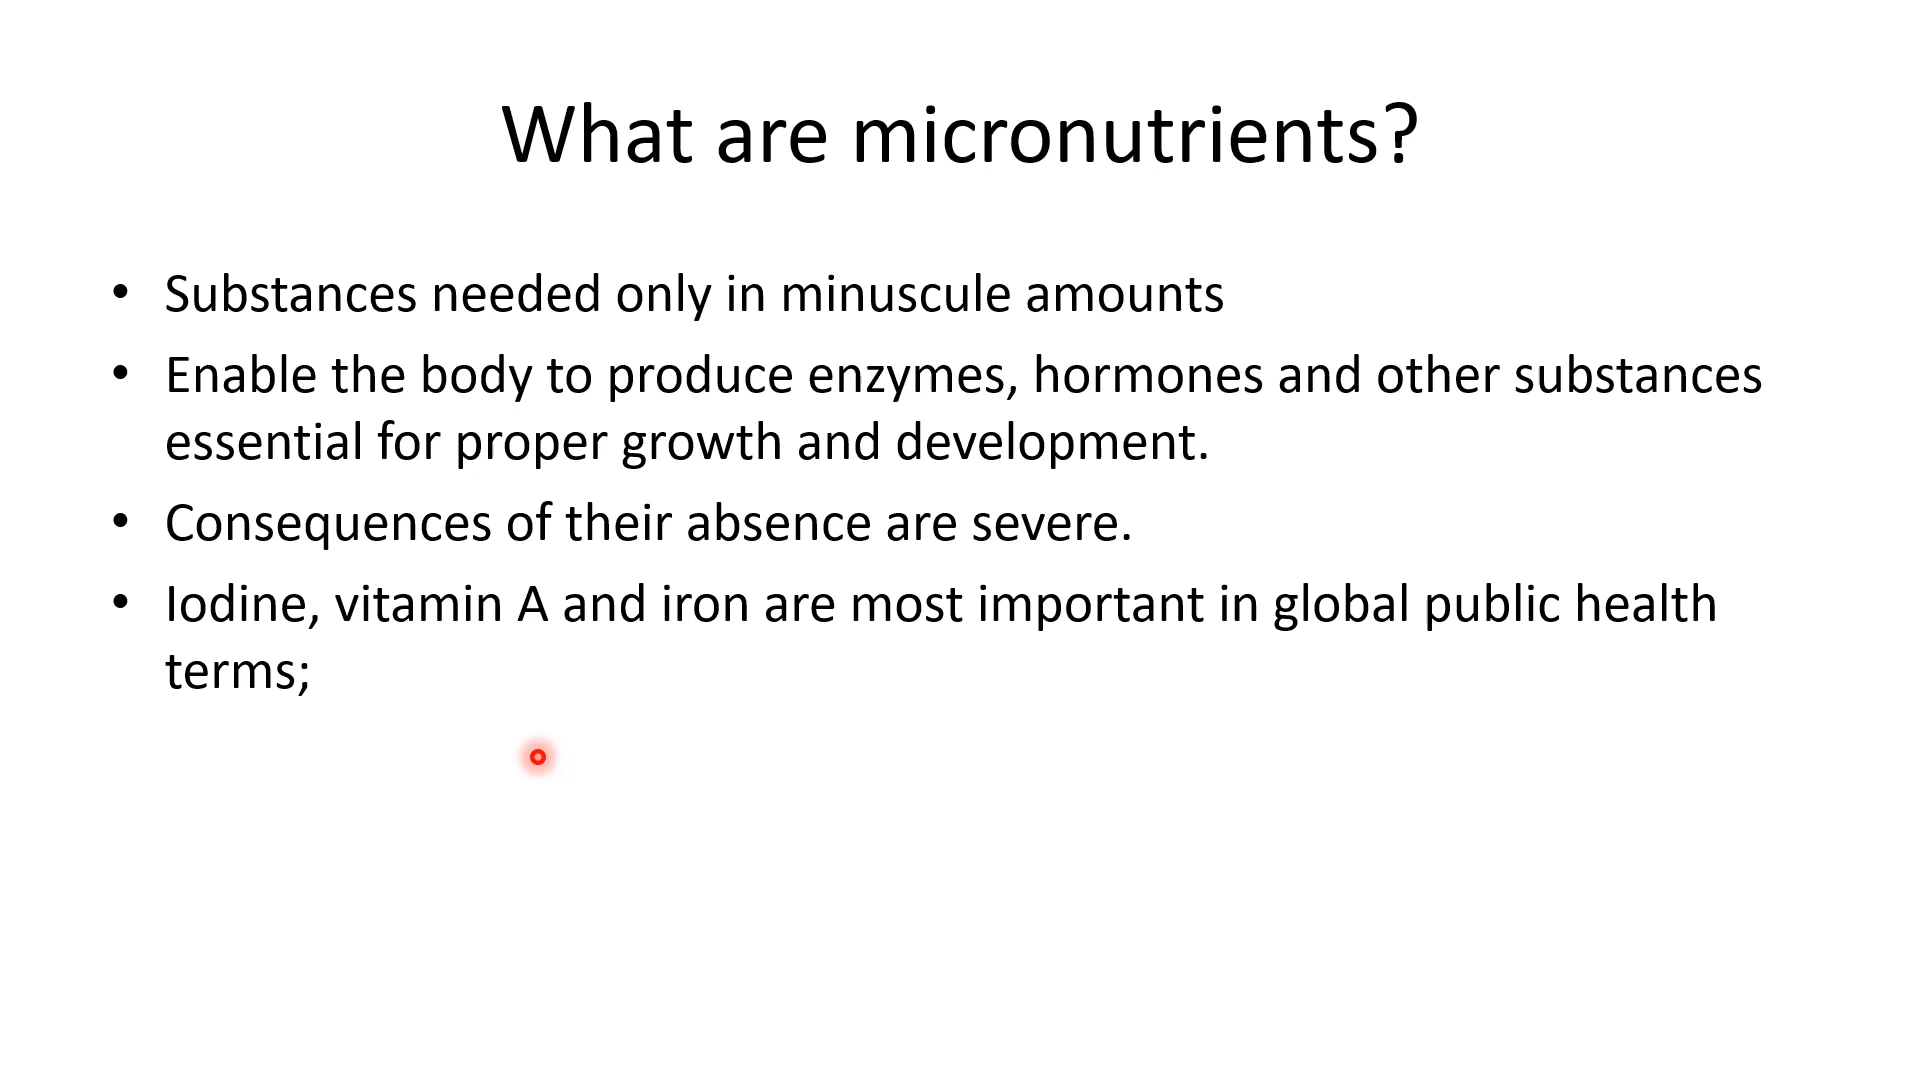 What are micronutrients?
• Substances needed only in minuscule amounts
• Enable the body to produce enzymes, hormones and other substances
essential for proper growth and development.
• Consequences of their absence are severe.
• Iodine, vitamin A and iron are most important in global public health
terms;